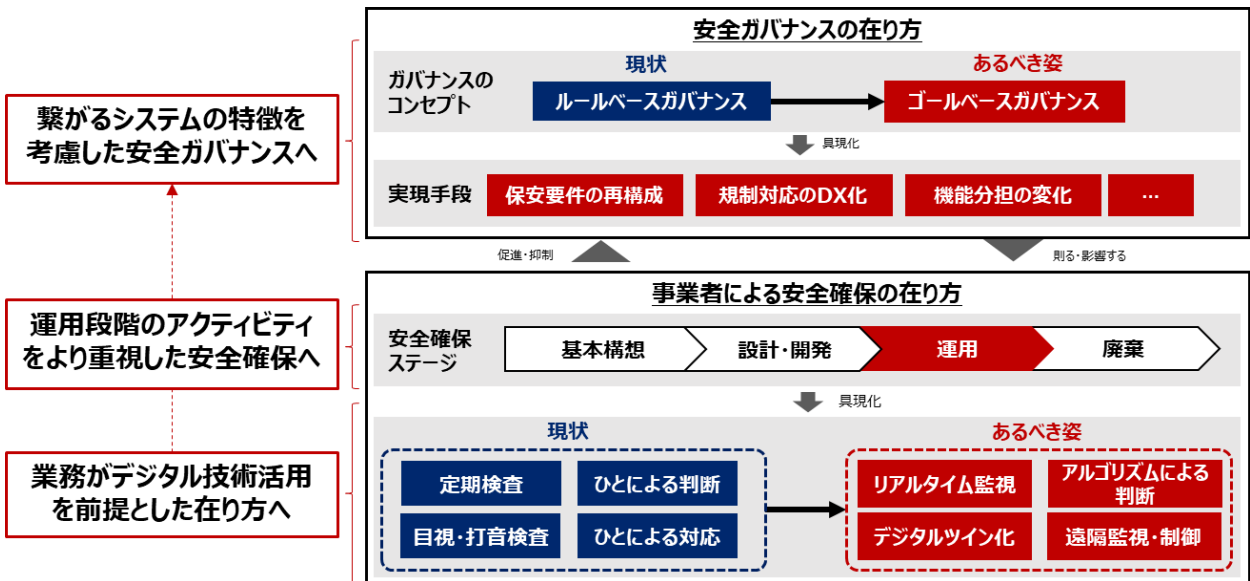 安全ガバナンスの在り方
ガバナンスの
コンセプト
現状
あるべき姿
ルールベースガバナンス
ゴールベースガバナンス
具現化
実現手段
保安要件の再構成
規制対応のDX化
機能分担の変化
…
繋がるシステムの特徴を
考慮した安全ガバナンスへ
促進・抑制
則る・影響する
事業者による安全確保の在り方
安全確保
ステージ
基本構想
設計・開発
運用
廃棄
運用段階のアクティビティ
をより重視した安全確保へ
具現化
現状
あるべき姿
定期検査
ひとによる判断
目視・打音検査
ひとによる対応
リアルタイム監視
アルゴリズムによる
判断
デジタルツイン化
遠隔監視・制御
業務がデジタル技術活用
を前提とした在り方へ